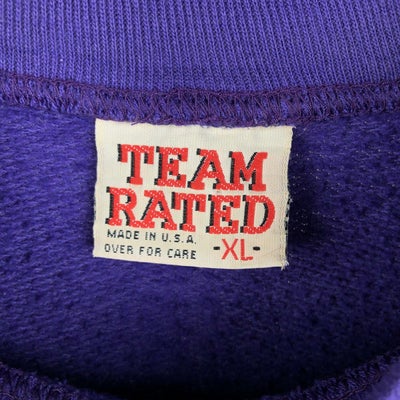 TEAM
RATED
MADE IN U.S.A.
OVER FOR CARE
-XL-